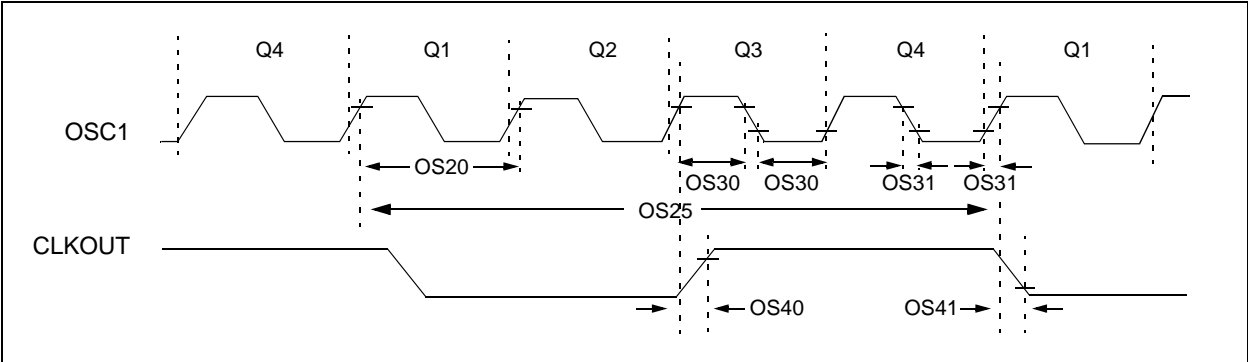 Q4 Q1 Q2 Q3 Q4 Q1
OSC1
OS20
OS30 OS30 OS31 OS31
OS25
CLKOUT
OS40 OS41